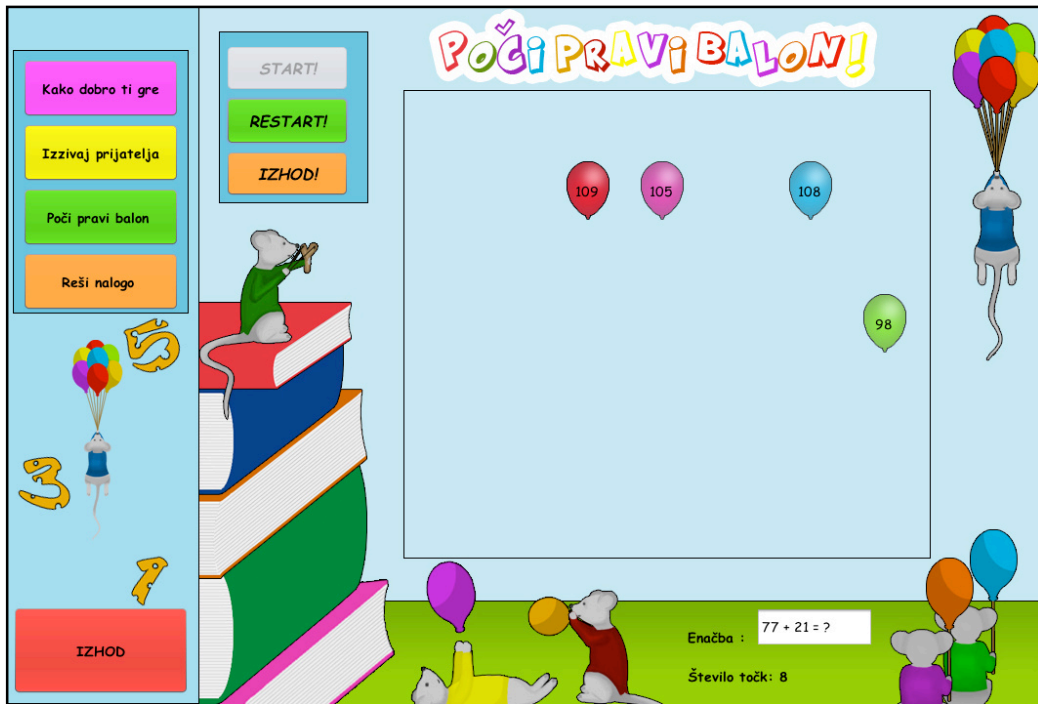 Kako dobro ti gre
Izzivaj prijatelja
Poči pravi balon
Reši nalogo
5
3
1
IZHOD
START!
RESTART!
IZHOD!
POČI PRAVI BALON!
109
105
108
98
Enačba : 77 + 21 = ?
Število točk: 8